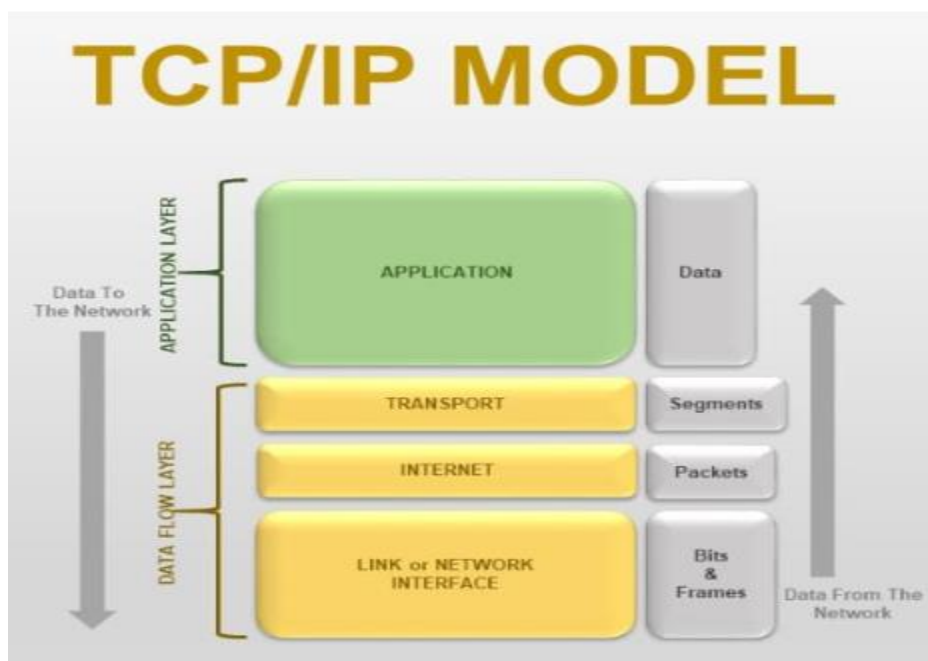 TCP/IP MODEL
APPLICATION LAYER
APPLICATION
Data
Data To
The Network
TRANSPORT
Segments
DATA FLOW LAYER
INTERNET
Packets
LINK or NETWORK
INTERFACE
Bits
&
Frames
Data From The
Network